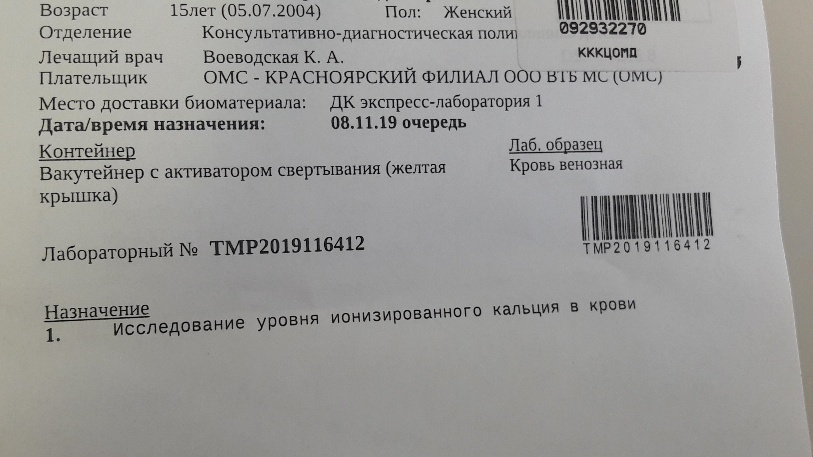 Возраст 15лет (05.07.2004) Пол: Женский
092932270
Отделение Консультативно-диагностическая
КККЦОМД
Лечащий врач Воеводская К. А.
Плательщик ОМС - КРАСНОЯРСКИЙ ФИЛИАЛ ООО ВТБ МС (ОМС)
Место доставки биоматериала: ДК экспресс-лаборатория 1
Дата/время назначения: 08.11.19 очередь
Контейнер Лаб. образец
Вакутейнер с активатором свертывания (желтая Кровь венозная
крышка)
Лабораторный № TMP2019116412
TMP2019116412
Назначение
1. Исследование уровня ионизированного кальция в крови